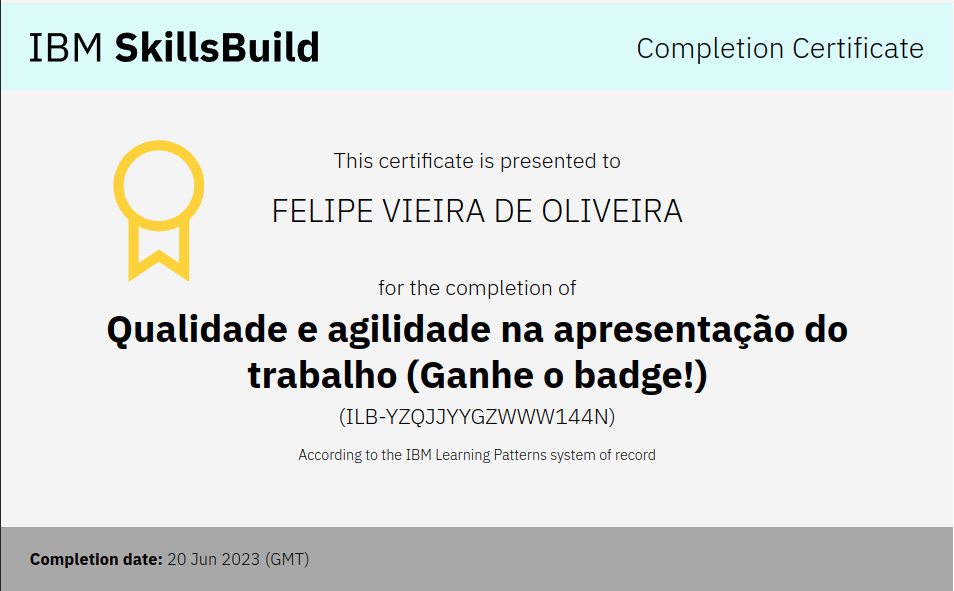 IBM SkillsBuild
Completion Certificate
This certificate is presented to
FELIPE VIEIRA DE OLIVEIRA
for the completion of
Qualidade e agilidade na apresentação do
trabalho (Ganhe o badge!)
(ILB-YZQJJYYGZWWW144N)
According to the IBM Learning Patterns system of record
Completion date: 20 Jun 2023 (GMT)